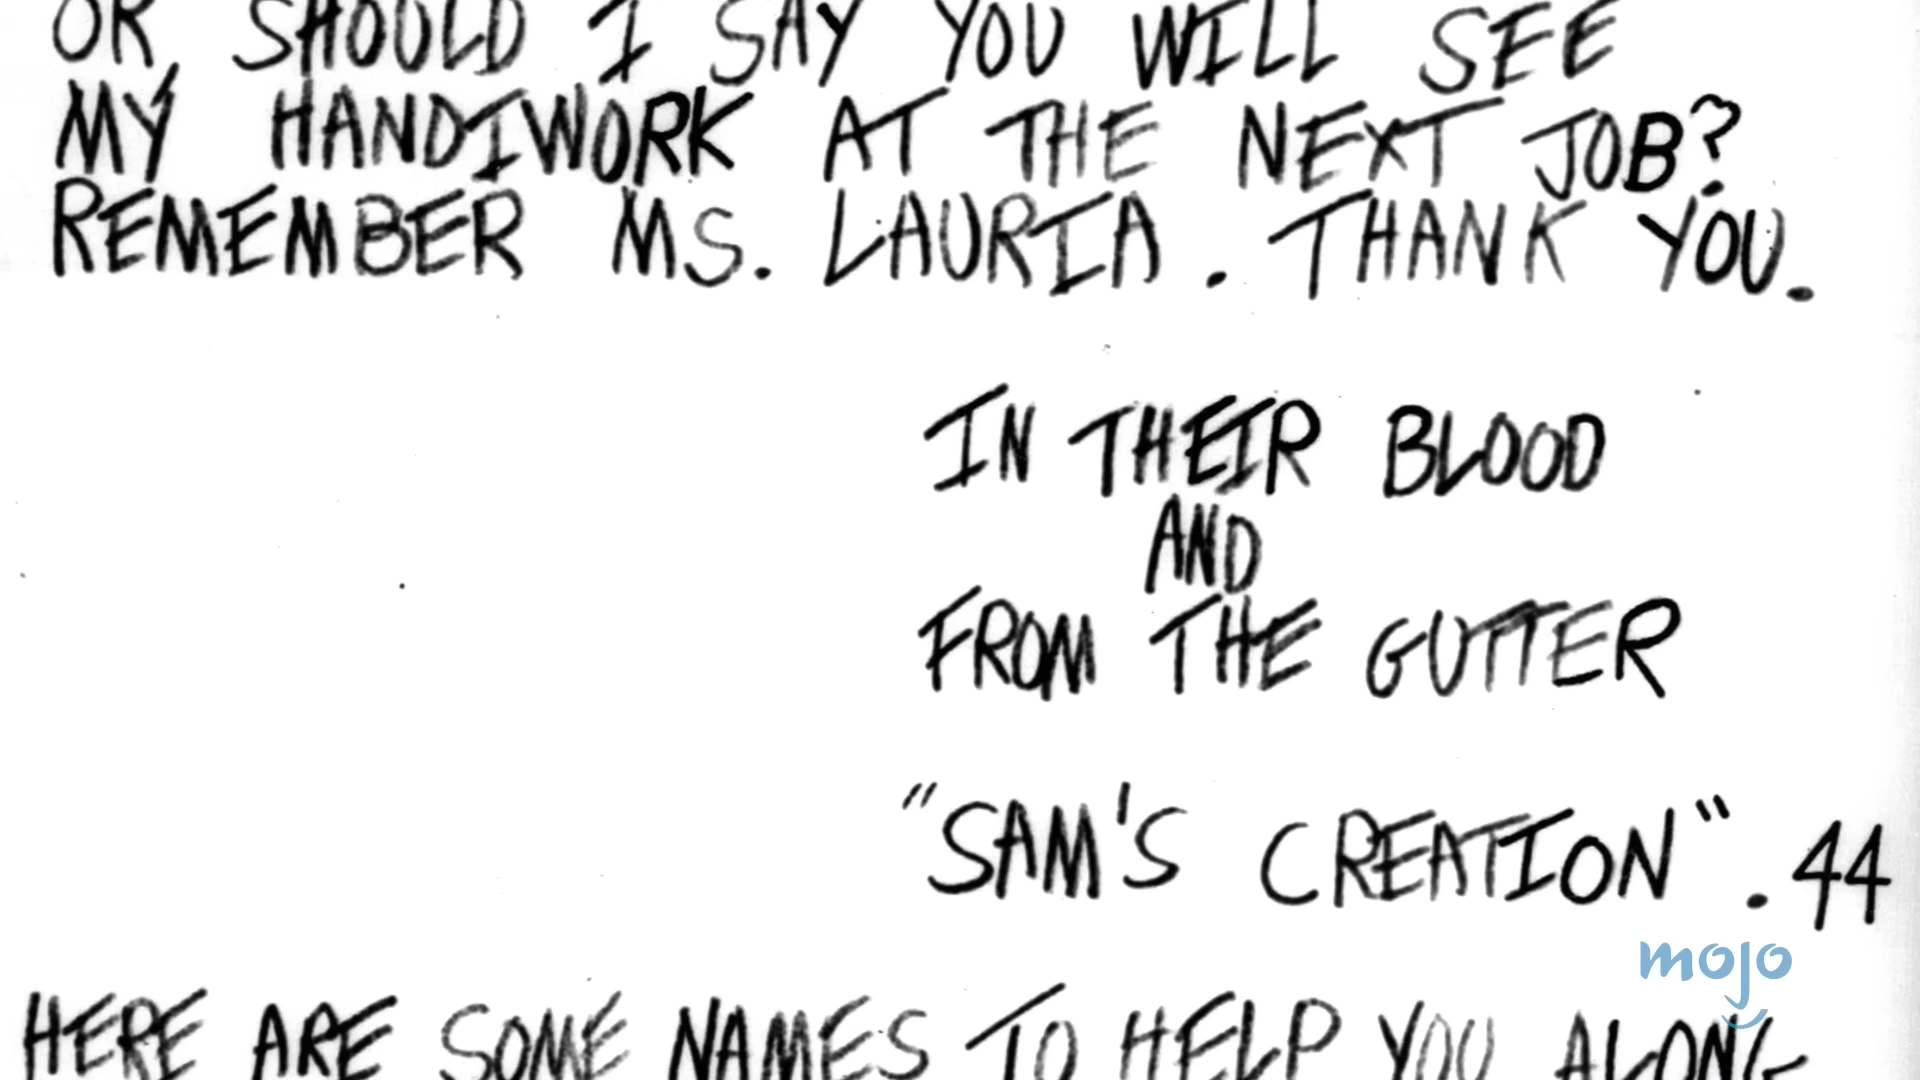 OR SHOULD I SAY YOU WILL SEE
MY HANDIWORK AT THE NEXT JOB?
REMEMBER MS. LAURIA. THANK YOU.
IN THEIR BLOOD
AND
FROM THE GUTTER
"SAM'S CREATION". 44
mojo
HERE ARE SOME NAMES TO HELP YOU ALONG